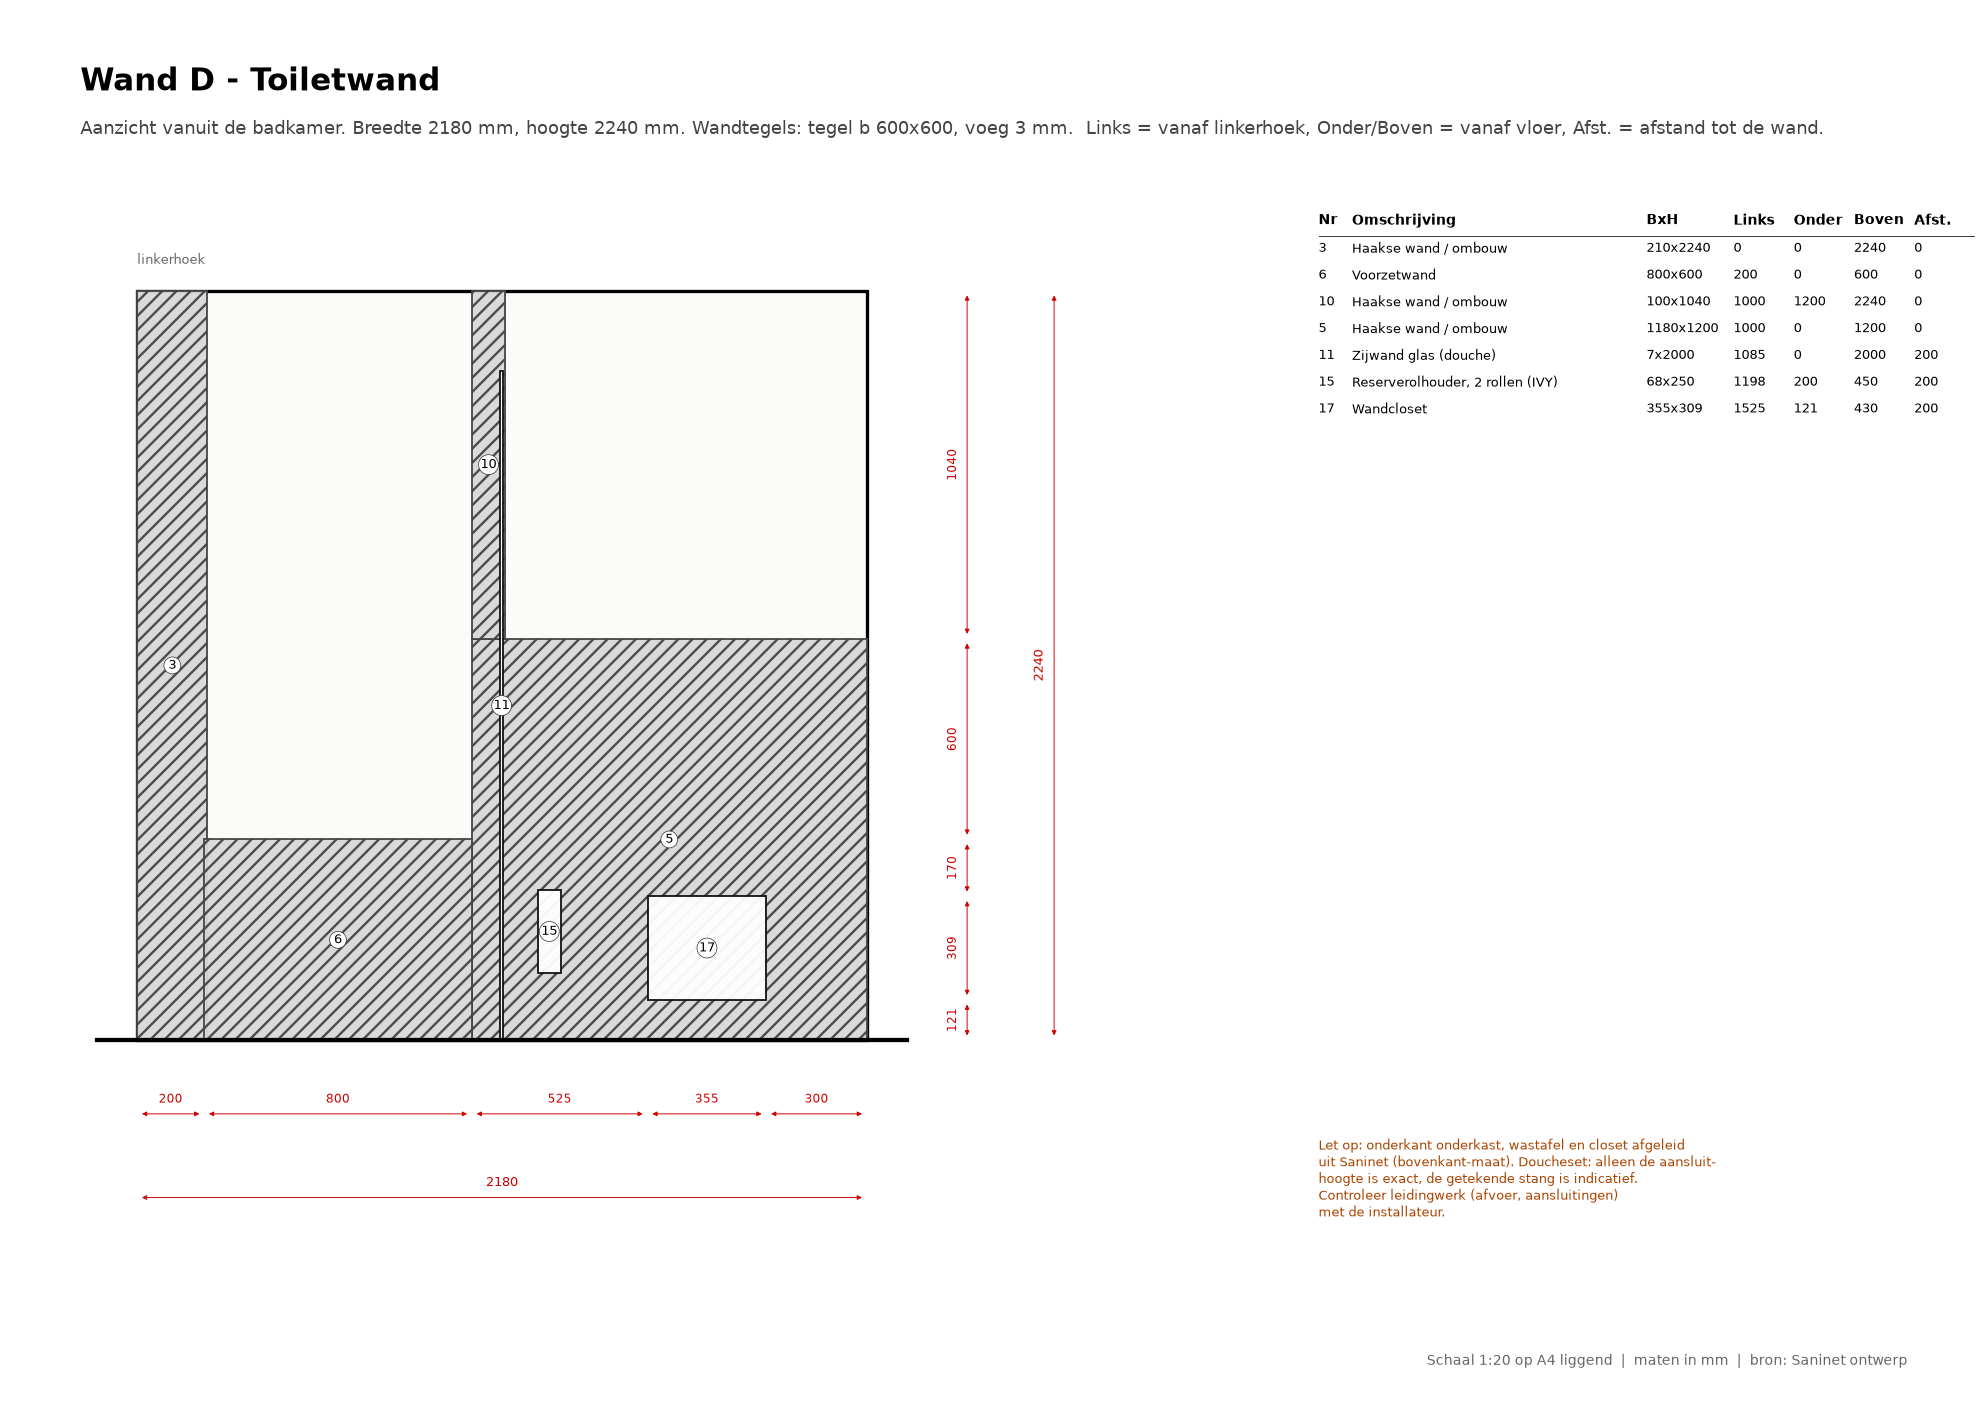 Wand D - Toiletwand
Aanzicht vanuit de badkamer. Breedte 2180 mm, hoogte 2240 mm. Wandtegels: tegel b 600x600, voeg 3 mm.  Links = vanaf linkerhoek, Onder/Boven = vanaf vloer, Afst. = afstand tot de wand.
Nr Omschrijving BxH Links Onder Boven Afst.
3 Haakse wand / ombouw 210x2240 0 0 2240 0
6 Voorzetwand 800x600 200 0 600 0
10 Haakse wand / ombouw 100x1040 1000 1200 2240 0
5 Haakse wand / ombouw 1180x1200 1000 0 1200 0
11 Zijwand glas (douche) 7x2000 1085 0 2000 200
15 Reserverolhouder, 2 rollen (IVY) 68x250 1198 200 450 200
17 Wandcloset 355x309 1525 121 430 200
linkerhoek
10
3
11
5
6
15
17
1040
600
170
309
121
2240
200 800 525 355 300
2180
Let op: onderkant onderkast, wastafel en closet afgeleid
uit Saninet (bovenkant-maat). Doucheset: alleen de aansluit-
hoogte is exact, de getekende stang is indicatief.
Controleer leidingwerk (afvoer, aansluitingen)
met de installateur.
Schaal 1:20 op A4 liggend  |  maten in mm  |  bron: Saninet ontwerp